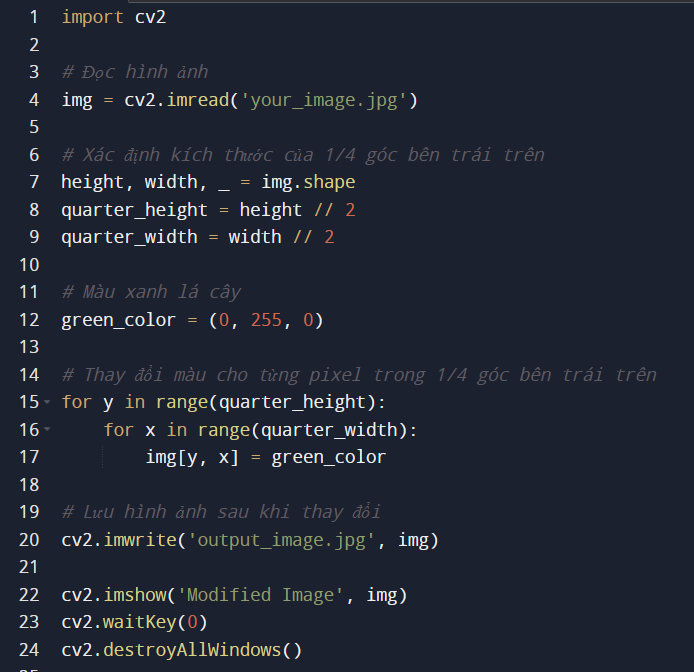 1 import cv2
2
3 # Đọc hình ảnh
4 img = cv2.imread('your_image.jpg')
5
6 # Xác định kích thước của 1/4 góc bên trái trên
7 height, width, _ = img.shape
8 quarter_height = height // 2
9 quarter_width = width // 2
10
11 # Màu xanh lá cây
12 green_color = (0, 255, 0)
13
14 # Thay đổi màu cho từng pixel trong 1/4 góc bên trái trên
15 for y in range(quarter_height):
16     for x in range(quarter_width):
17         img[y, x] = green_color
18
19 # Lưu hình ảnh sau khi thay đổi
20 cv2.imwrite('output_image.jpg', img)
21
22 cv2.imshow('Modified Image', img)
23 cv2.waitKey(0)
24 cv2.destroyAllWindows()